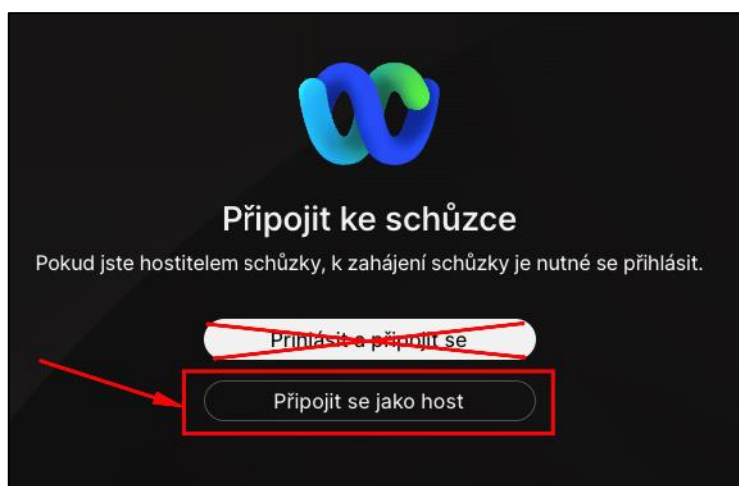 Připojit ke schůzce
Pokud jste hostitelem schůzky, k zahájení schůzky je nutné se přihlásit.
Přihlásit a připojit se
Připojit se jako host